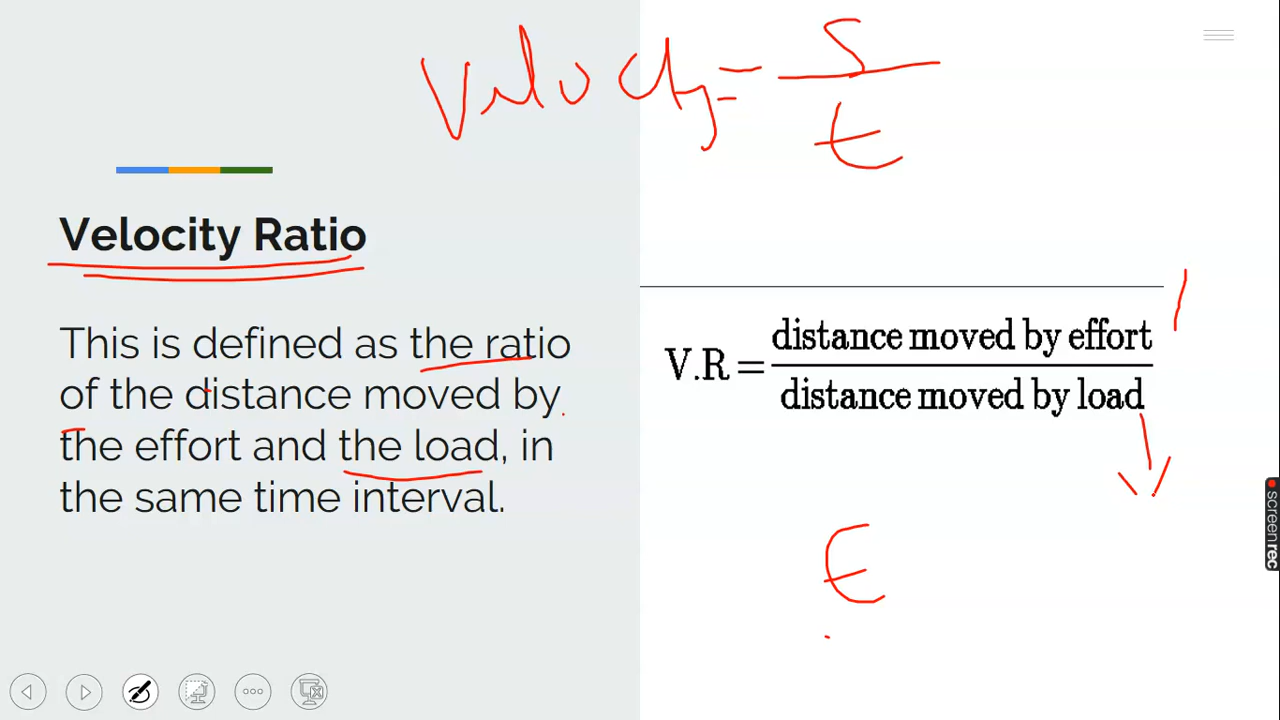 Velocity = s
t
Velocity Ratio
This is defined as the ratio
of the distance moved by
the effort and the load, in
the same time interval.
distance moved by effort
V.R =
distance moved by load
E
screenrec